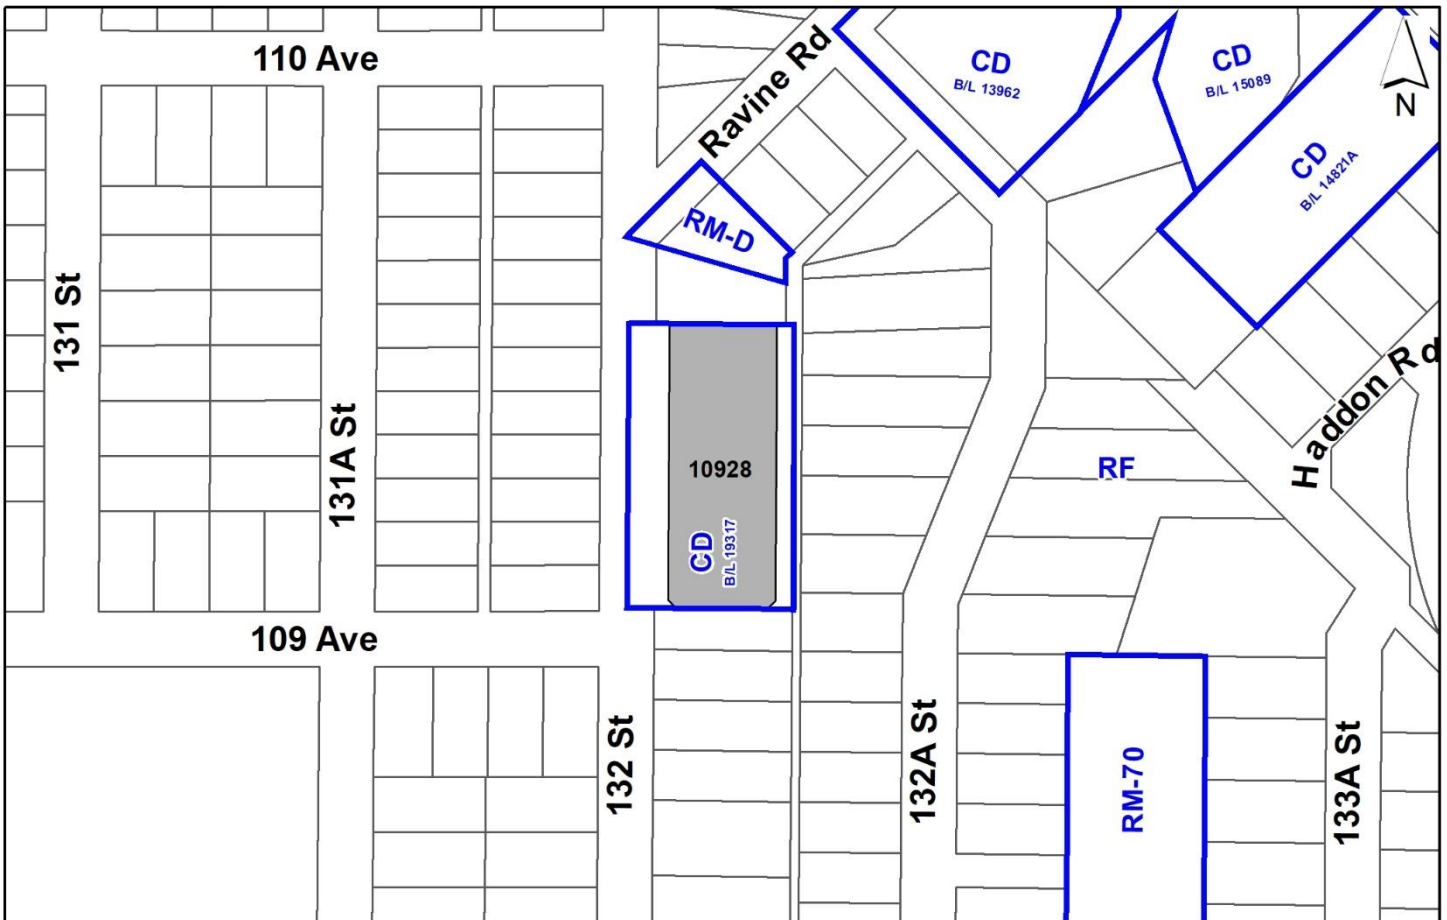 110 Ave
Ravine Rd
CD
B/L 13962
CD
B/L 15089
N
CD
B/L 14821A
RM-D
131 St
131A St
Haddon Rd
10928
RF
CD
B/L 19317
109 Ave
132 St
132A St
RM-70
133A St